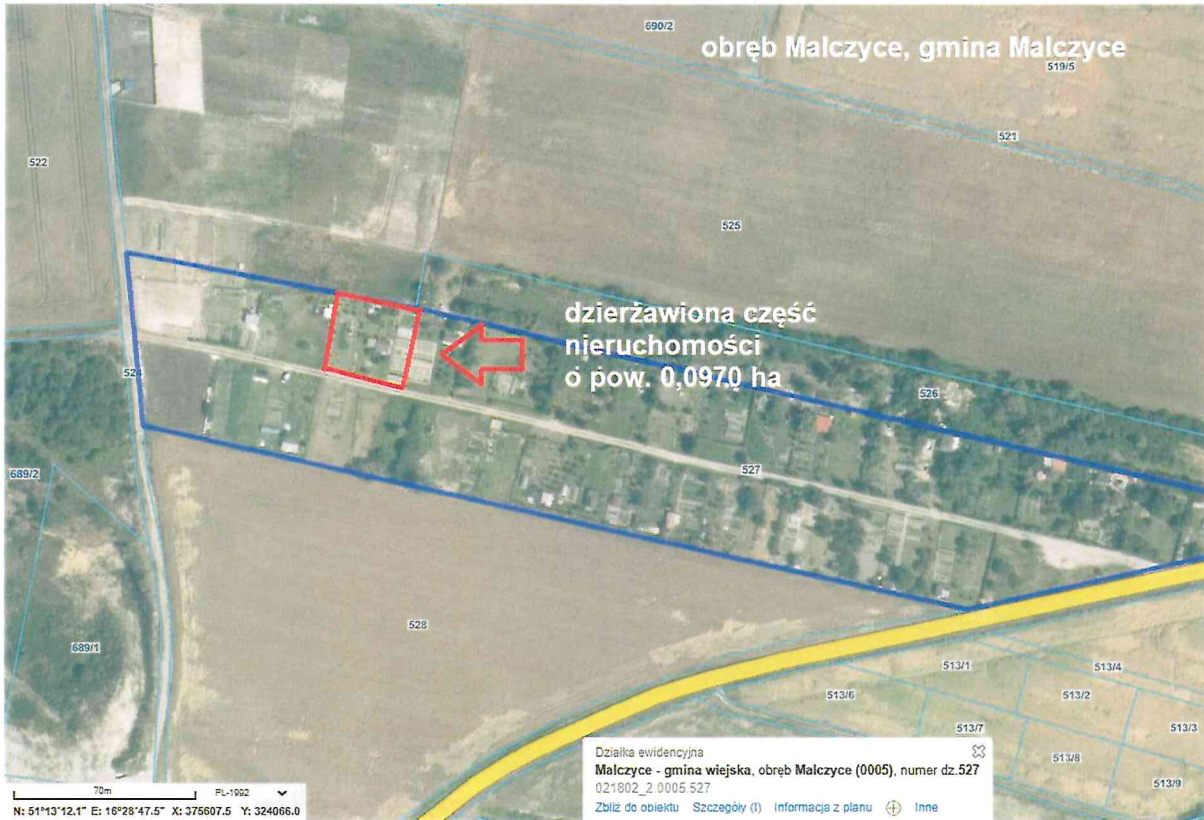 690/2
obręb Malczyce, gmina Malczyce
519/5
521
522
525
dzierżawiona część
nieruchomości
o pow. 0,0970 ha
526
527
689/2
528
689/1
513/1
513/4
513/6
513/2
513/7
513/3
513/8
513/9
Działka ewidencyjna
Malczyce - gmina wiejska, obręb Malczyce (0005), numer dz.527
021802_2.0005.527
Zbliż do obiektu Szczegóły (I) Informacja z planu Inne
70m PL-1992
N: 51°13'12.1" E: 16°28'47.5" X: 375607.5 Y: 324066.0